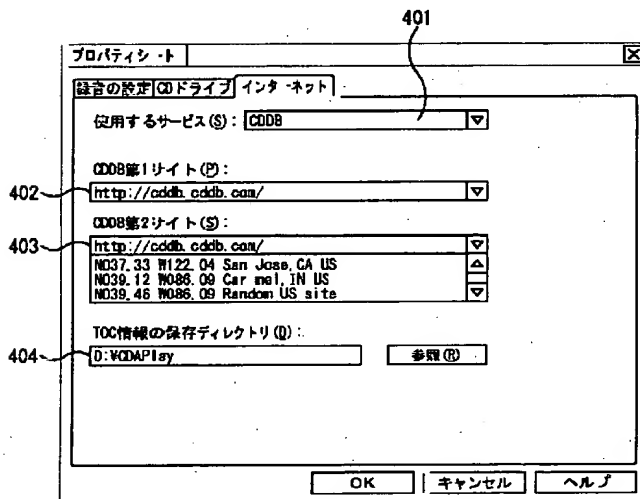 401
プロパティシート
録音の設定 CDドライブ インターネット
使用するサービス(S): CDDB
CDDB第1サイト(P):
402
http://cddb.cddb.com/
CDDB第2サイト(S):
403
http://cddb.cddb.com/
N037.33 W122.04 San Jose,CA US
N039.12 W086.09 Car mel,IN US
N039.46 W086.09 Random US site
TOC情報の保存ディレクトリ(D):
404
D:¥CDAPlay 参照(R)
OK キャンセル ヘルプ